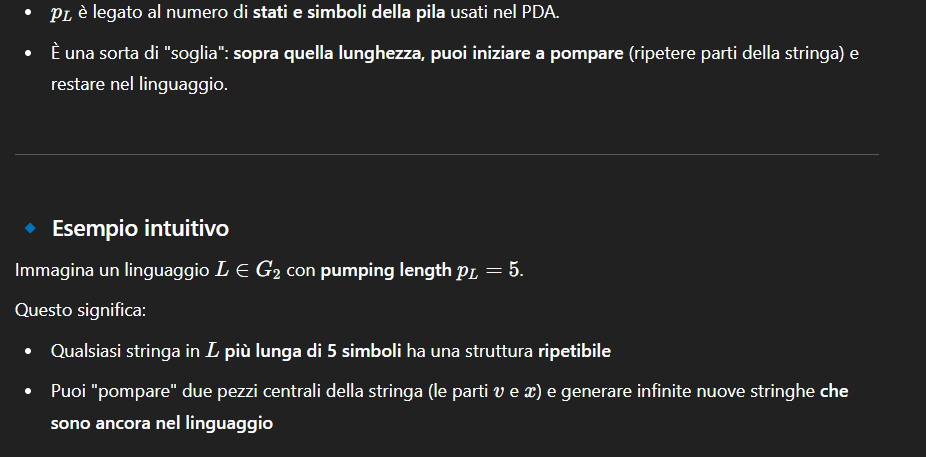 • p_L è legato al numero di stati e simboli della pila usati nel PDA.
• È una sorta di "soglia": sopra quella lunghezza, puoi iniziare a pompare (ripetere parti della stringa) e
restare nel linguaggio.
Esempio intuitivo
Immagina un linguaggio L ∈ G₂ con pumping length p_L = 5.
Questo significa:
• Qualsiasi stringa in L più lunga di 5 simboli ha una struttura ripetibile
• Puoi "pompare" due pezzi centrali della stringa (le parti v e x) e generare infinite nuove stringhe che
sono ancora nel linguaggio